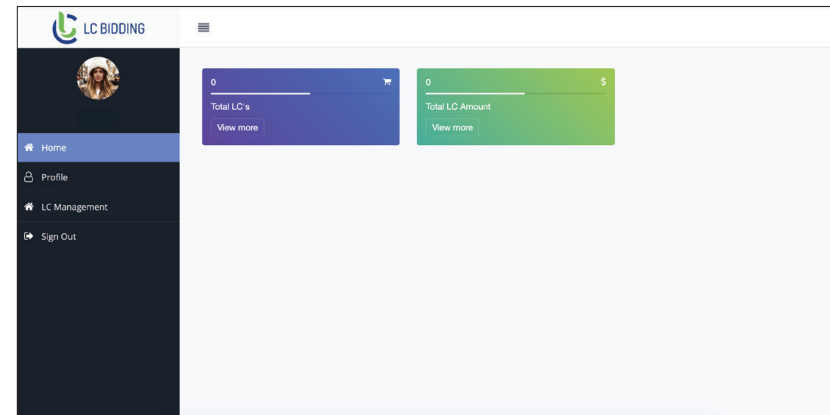 LC BIDDING
Home
Profile
LC Management
Sign Out
0
Total LC's
View more
0
$
Total LC Amount
View more